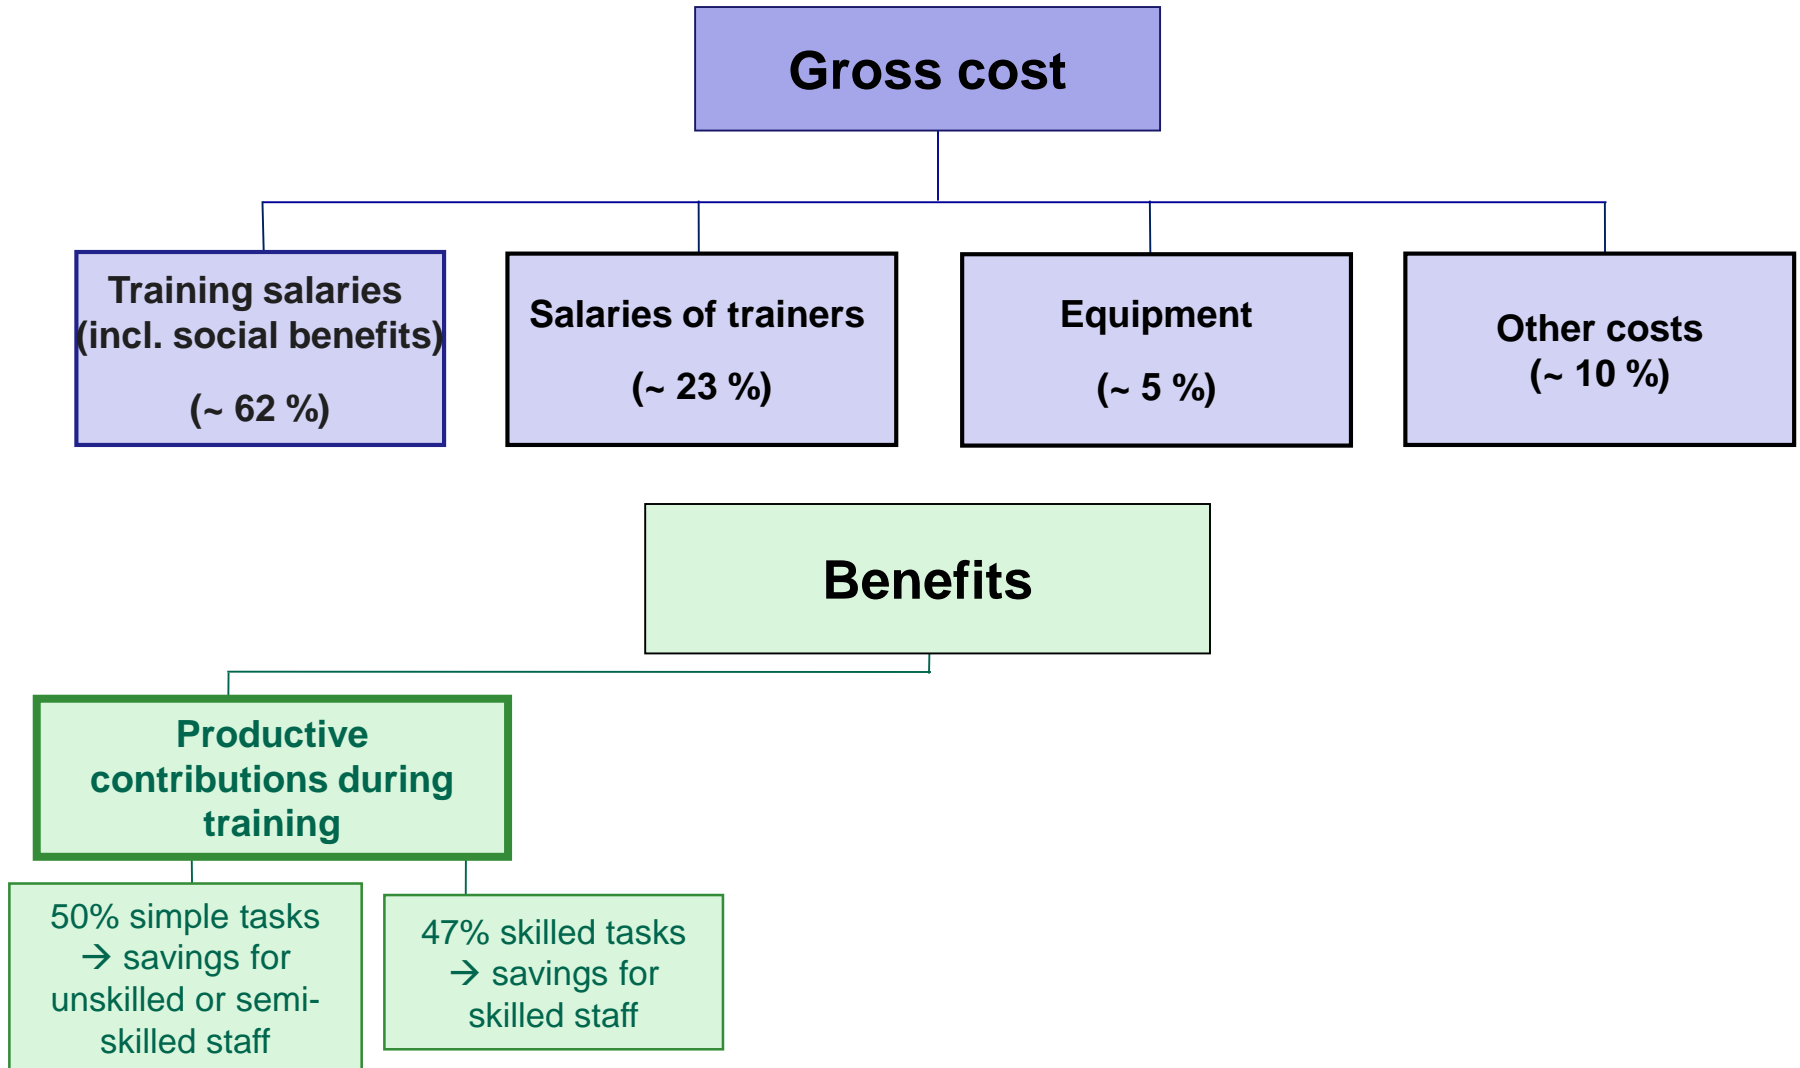 Gross cost
Training salaries
(incl. social benefits)
(~ 62 %)
Salaries of trainers
(~ 23 %)
Equipment
(~ 5 %)
Other costs
(~ 10 %)
Benefits
Productive
contributions during
training
50% simple tasks
→ savings for
unskilled or semi-
skilled staff
47% skilled tasks
→ savings for
skilled staff